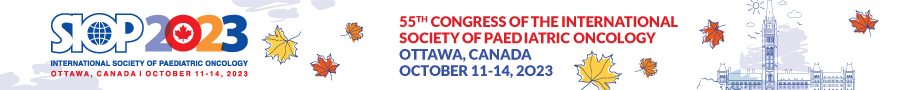 SIOP 2023
INTERNATIONAL SOCIETY OF PAEDIATRIC ONCOLOGY
OTTAWA, CANADA I OCTOBER 11-14, 2023
55TH CONGRESS OF THE INTERNATIONAL
SOCIETY OF PAEDIATRIC ONCOLOGY
OTTAWA, CANADA
OCTOBER 11-14, 2023